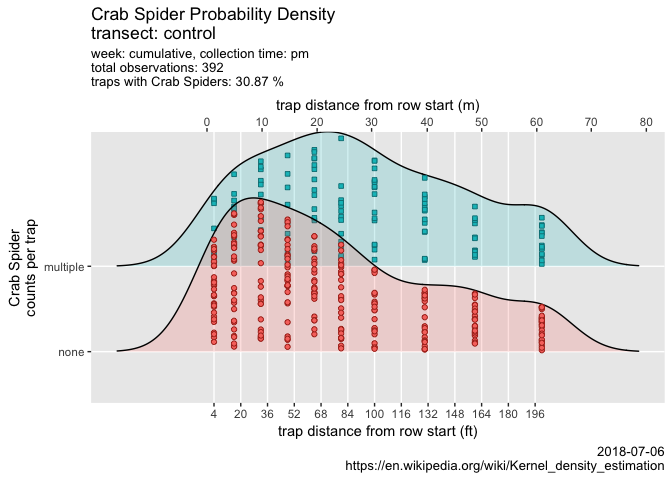 Crab Spider Probability Density
transect: control
week: cumulative, collection time: pm
total observations: 392
traps with Crab Spiders: 30.87 %
trap distance from row start (m)
0 10 20 30 40 50 60 70 80
Crab Spider
counts per trap
multiple
none
4 20 36 52 68 84 100 116 132 148 164 180 196
trap distance from row start (ft)
2018-07-06
https://en.wikipedia.org/wiki/Kernel_density_estimation